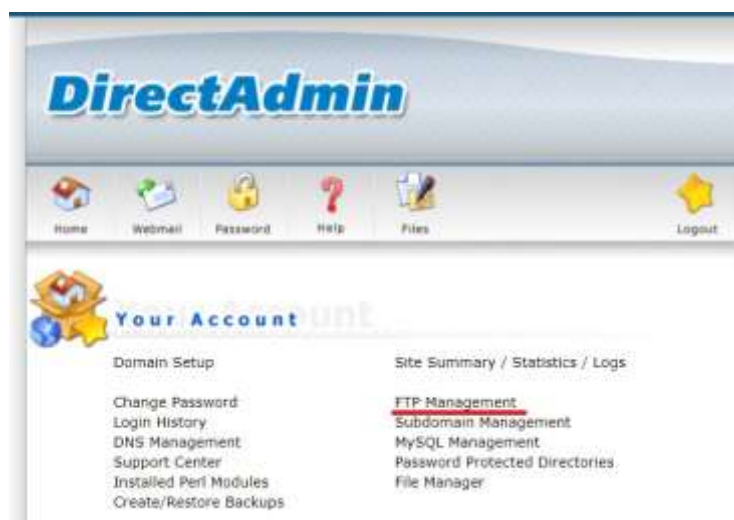 DirectAdmin
Home Webmail Password Help Files Logout
Your Account
Domain Setup Site Summary / Statistics / Logs
Change Password FTP Management
Login History Subdomain Management
DNS Management MySQL Management
Support Center Password Protected Directories
Installed Perl Modules File Manager
Create/Restore Backups